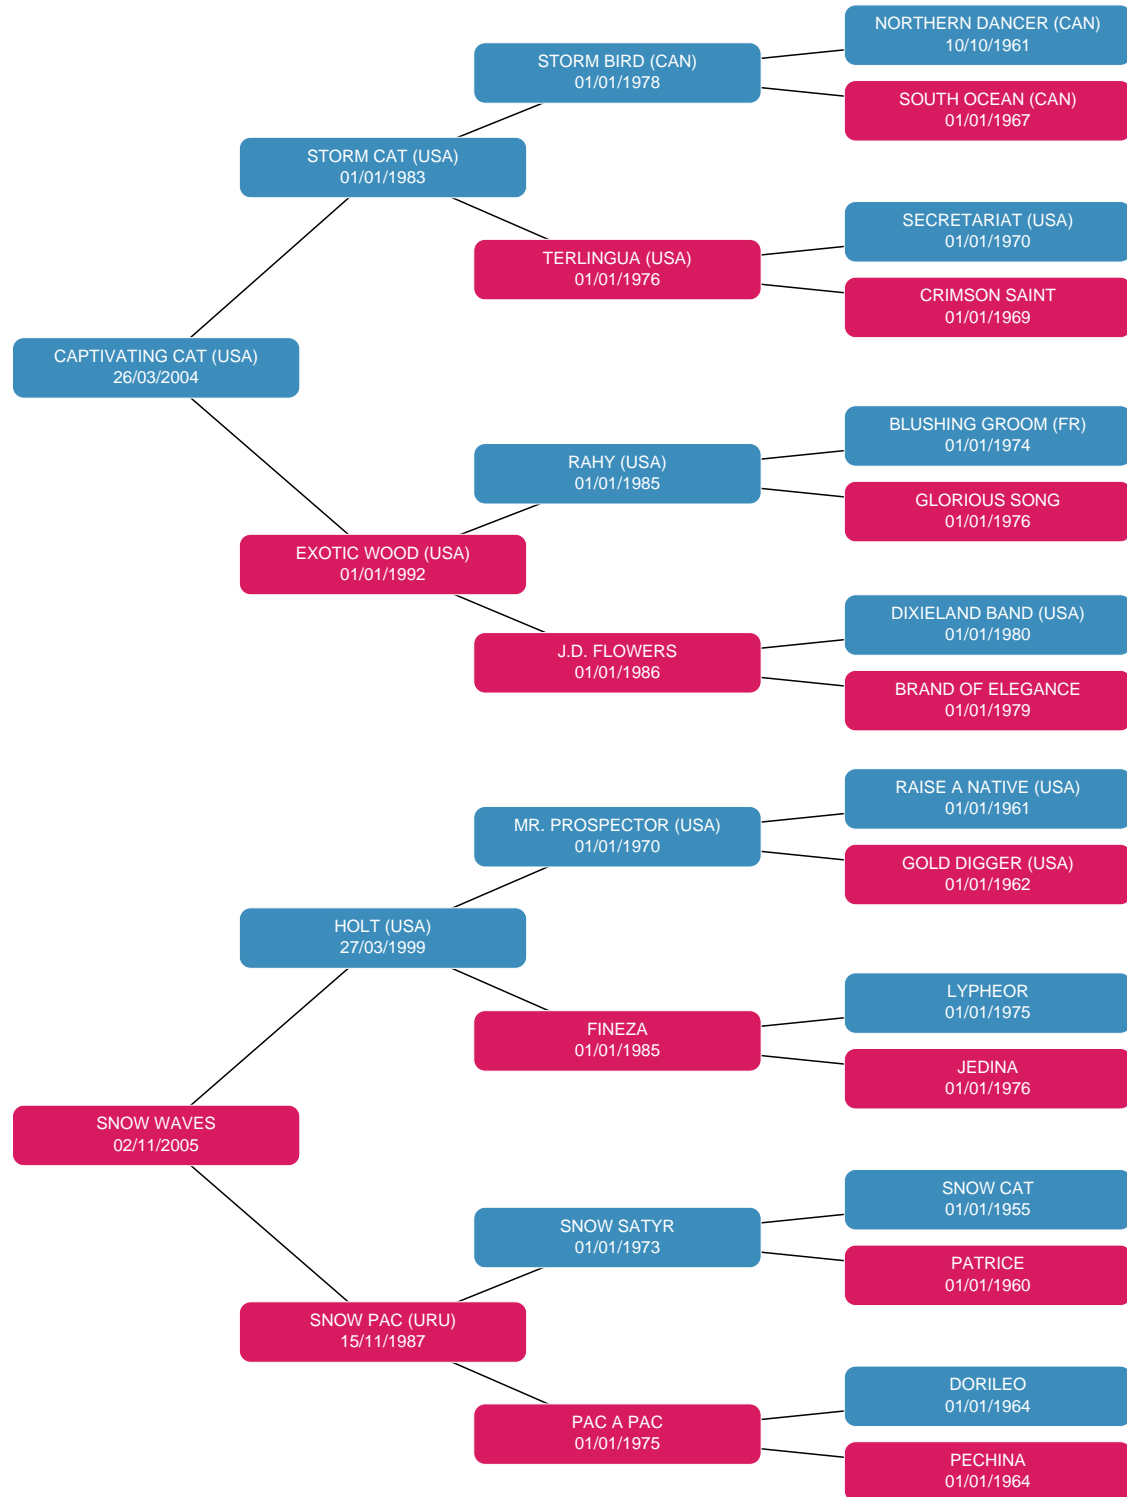 NORTHERN DANCER (CAN)
10/10/1961
STORM BIRD (CAN)
01/01/1978
SOUTH OCEAN (CAN)
01/01/1967
STORM CAT (USA)
01/01/1983
SECRETARIAT (USA)
01/01/1970
TERLINGUA (USA)
01/01/1976
CRIMSON SAINT
01/01/1969
CAPTIVATING CAT (USA)
26/03/2004
BLUSHING GROOM (FR)
01/01/1974
RAHY (USA)
01/01/1985
GLORIOUS SONG
01/01/1976
EXOTIC WOOD (USA)
01/01/1992
DIXIELAND BAND (USA)
01/01/1980
J.D. FLOWERS
01/01/1986
BRAND OF ELEGANCE
01/01/1979
RAISE A NATIVE (USA)
01/01/1961
MR. PROSPECTOR (USA)
01/01/1970
GOLD DIGGER (USA)
01/01/1962
HOLT (USA)
27/03/1999
LYPHEOR
01/01/1975
FINEZA
01/01/1985
JEDINA
01/01/1976
SNOW WAVES
02/11/2005
SNOW CAT
01/01/1955
SNOW SATYR
01/01/1973
PATRICE
01/01/1960
SNOW PAC (URU)
15/11/1987
DORILEO
01/01/1964
PAC A PAC
01/01/1975
PECHINA
01/01/1964